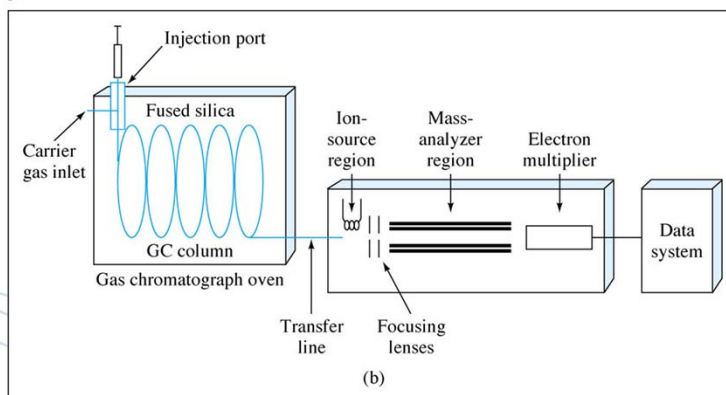 Injection port
Fused silica
Carrier
gas inlet
GC column
Gas chromatograph oven
Ion-
source
region
Mass-
analyzer
region
Electron
multiplier
Data
system
Transfer
line
Focusing
lenses
(b)